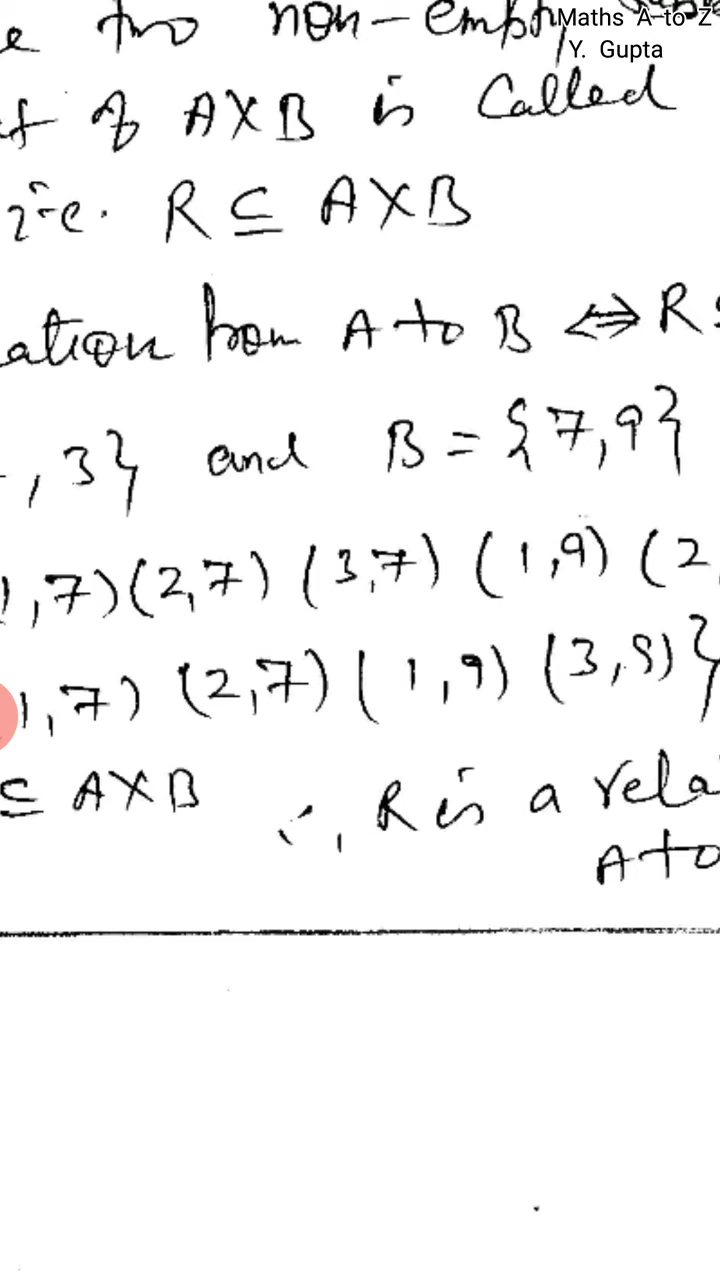 e two non-empty
Maths A to Z
Y. Gupta
of AXB is Called
i.e. R ⊆ AXB
ation from A to B ⇔ R
, 3} and B = {7,9}
1,7) (2,7) (3,7) (1,9) (2,
1,7) (2,7) (1,9) (3,9)}
⊆ AXB ∴, R is a rela
A to